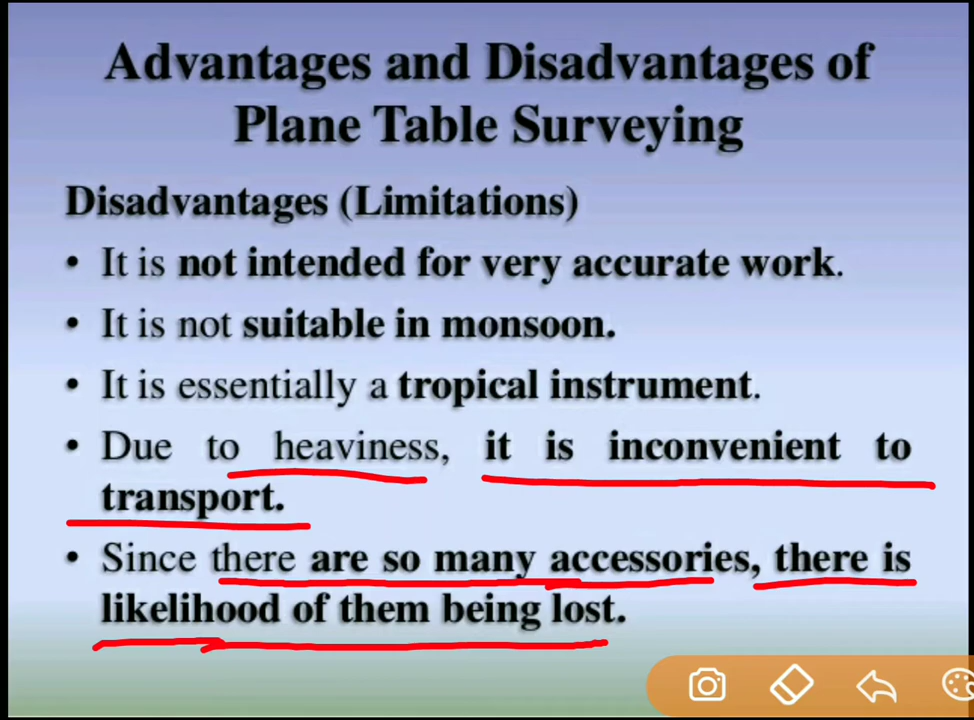 Advantages and Disadvantages of
Plane Table Surveying
Disadvantages (Limitations)
• It is not intended for very accurate work.
• It is not suitable in monsoon.
• It is essentially a tropical instrument.
• Due to heaviness, it is inconvenient to
transport.
• Since there are so many accessories, there is
likelihood of them being lost.